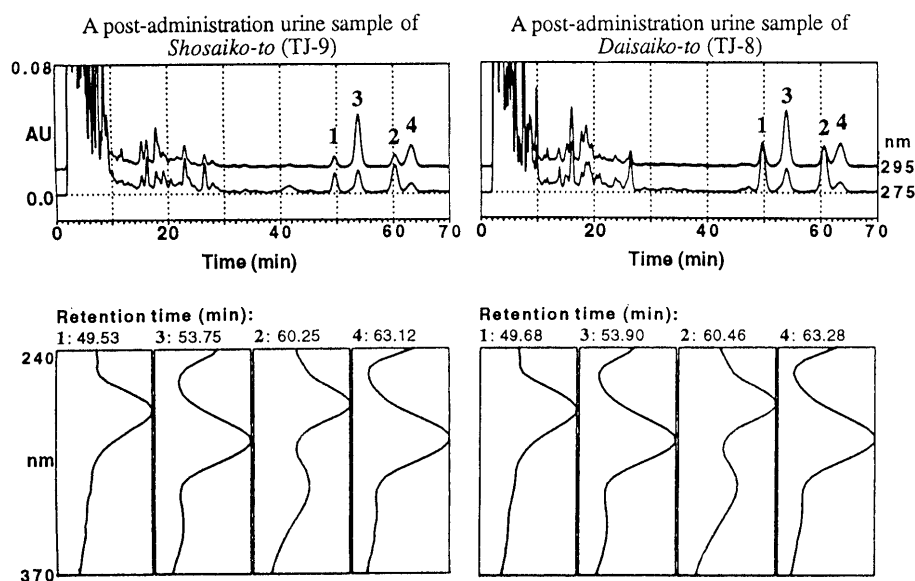 A post-administration urine sample of
Shosaiko-to (TJ-9)
0.08
AU
0.0
1
3
2
4
0 10 20 30 40 50 60 70
Time (min)
A post-administration urine sample of
Daisaiko-to (TJ-8)
1
3
2
4
nm
295
275
0 20 40 60 70
Time (min)
Retention time (min):
1: 49.53 3: 53.75 2: 60.25 4: 63.12
240
nm
370
Retention time (min):
1: 49.68 3: 53.90 2: 60.46 4: 63.28